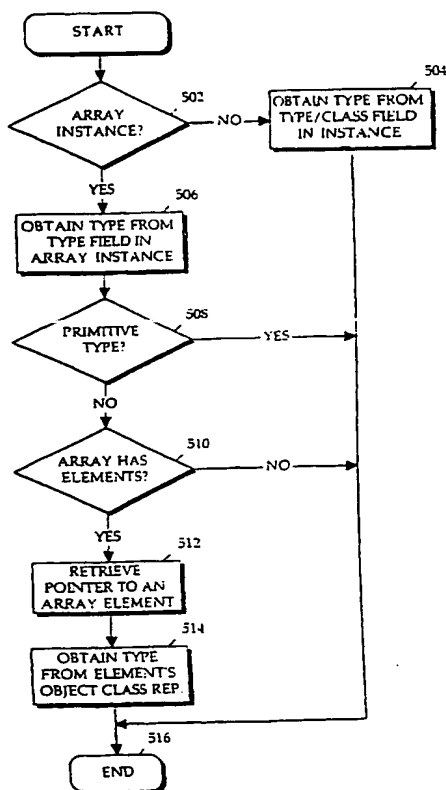 START
502
504
ARRAY
INSTANCE?
NO
OBTAIN TYPE FROM
TYPE/CLASS FIELD
IN INSTANCE
YES
506
OBTAIN TYPE FROM
TYPE FIELD IN
ARRAY INSTANCE
508
PRIMITIVE
TYPE?
YES
NO
510
ARRAY HAS
ELEMENTS?
NO
YES
512
RETRIEVE
POINTER TO AN
ARRAY ELEMENT
514
OBTAIN TYPE
FROM ELEMENT'S
OBJECT CLASS REP.
516
END